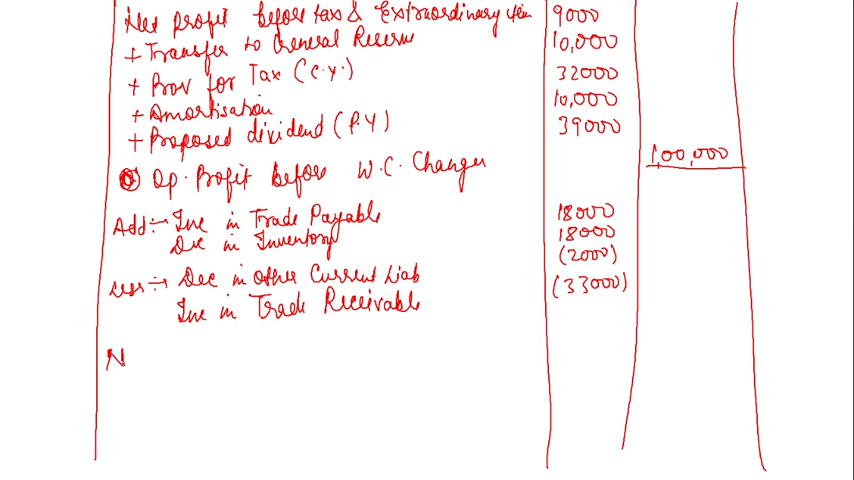 Net profit before tax & Extraordinary item 9000
+ Transfer to General Reserve 10,000
+ Prov for Tax (C.Y.) 32000
+ Amortisation 10,000
+ Proposed dividend (P.Y) 39000
1,00,000
Op. Profit before W.C. Changes
Add:- Inc in Trade Payable 18000
Dec in Inventory 18000
Less:- Dec in other Current Liab (2000)
Inc in Trade Receivable (33000)
N